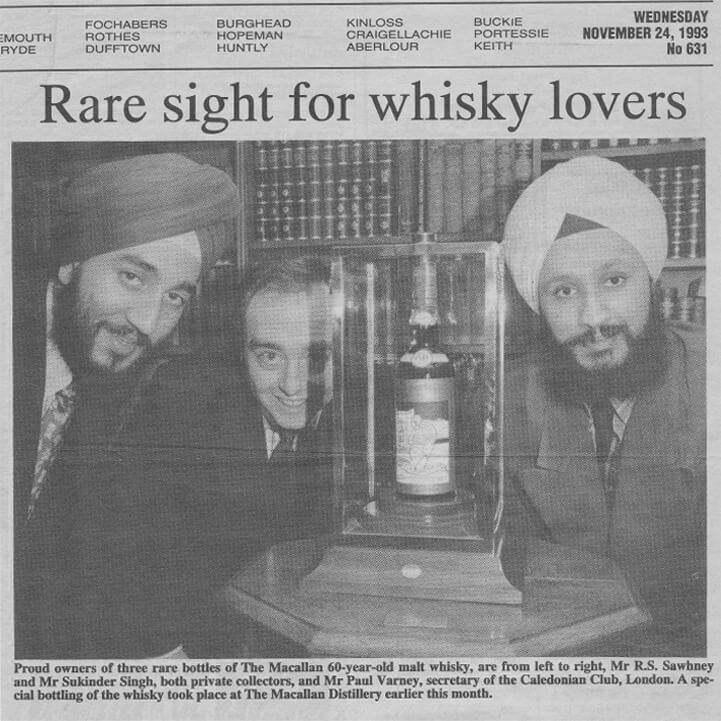 EMOUTH
RYDE
FOCHABERS
ROTHES
DUFFTOWN
BURGHEAD
HOPEMAN
HUNTLY
KINLOSS
CRAIGELLACHIE
ABERLOUR
BUCKIE
PORTESSIE
KEITH
WEDNESDAY
NOVEMBER 24, 1993
No 631
Rare sight for whisky lovers
Proud owners of three rare bottles of The Macallan 60-year-old malt whisky, are from left to right, Mr R.S. Sawhney
and Mr Sukinder Singh, both private collectors, and Mr Paul Varney, secretary of the Caledonian Club, London. A spe-
cial bottling of the whisky took place at The Macallan Distillery earlier this month.